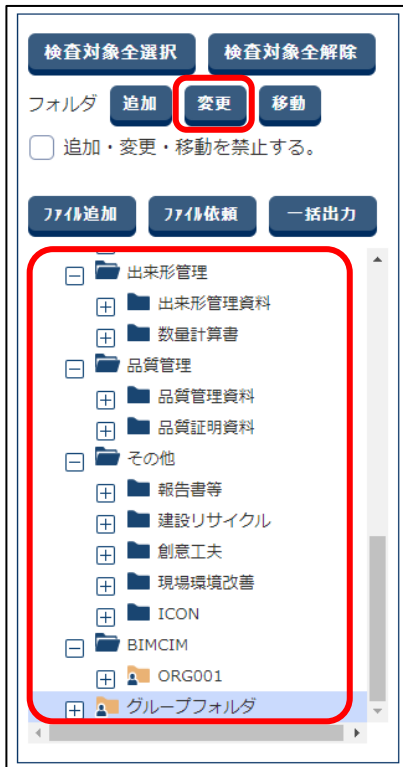 検査対象全選択 検査対象全解除
フォルダ 追加 変更 移動
追加・変更・移動を禁止する。
ﾌｧｲﾙ追加 ﾌｧｲﾙ依頼 一括出力
出来形管理
出来形管理資料
数量計算書
品質管理
品質管理資料
品質証明資料
その他
報告書等
建設リサイクル
創意工夫
現場環境改善
ICON
BIMCIM
ORG001
グループフォルダ